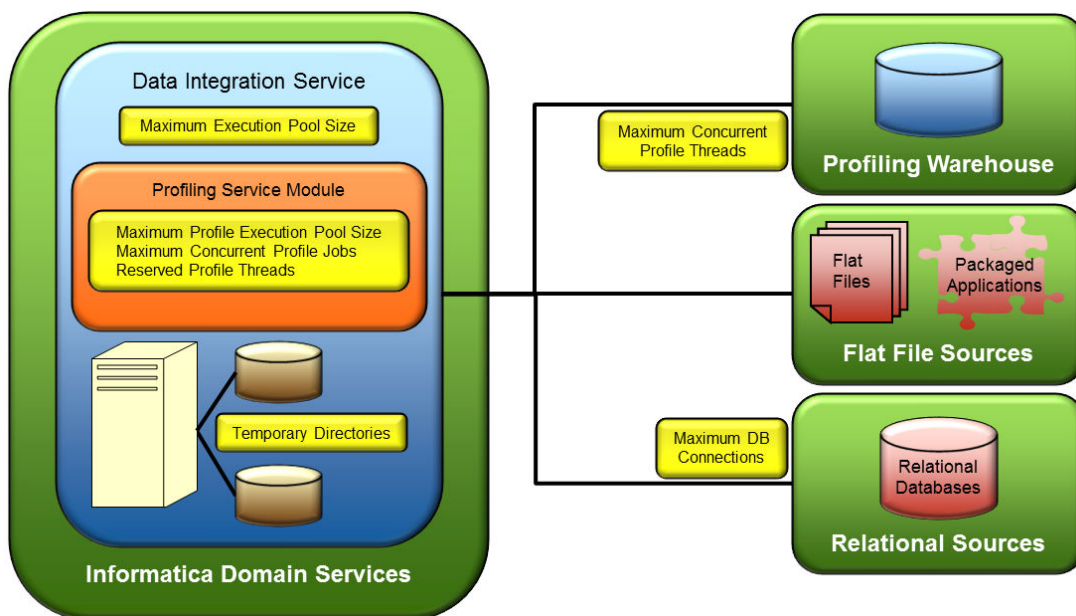 Data Integration Service
Maximum Execution Pool Size
Profiling Service Module
Maximum Profile Execution Pool Size
Maximum Concurrent Profile Jobs
Reserved Profile Threads
Temporary Directories
Informatica Domain Services
Maximum Concurrent
Profile Threads
Profiling Warehouse
Flat
Files
Packaged
Applications
Flat File Sources
Maximum DB
Connections
Relational
Databases
Relational Sources